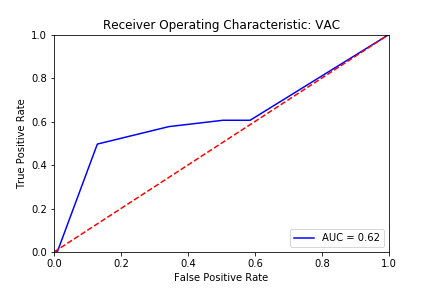 Receiver Operating Characteristic: VAC
True Positive Rate
1.0
0.8
0.6
0.4
0.2
0.0
AUC = 0.62
0.0 0.2 0.4 0.6 0.8 1.0
False Positive Rate